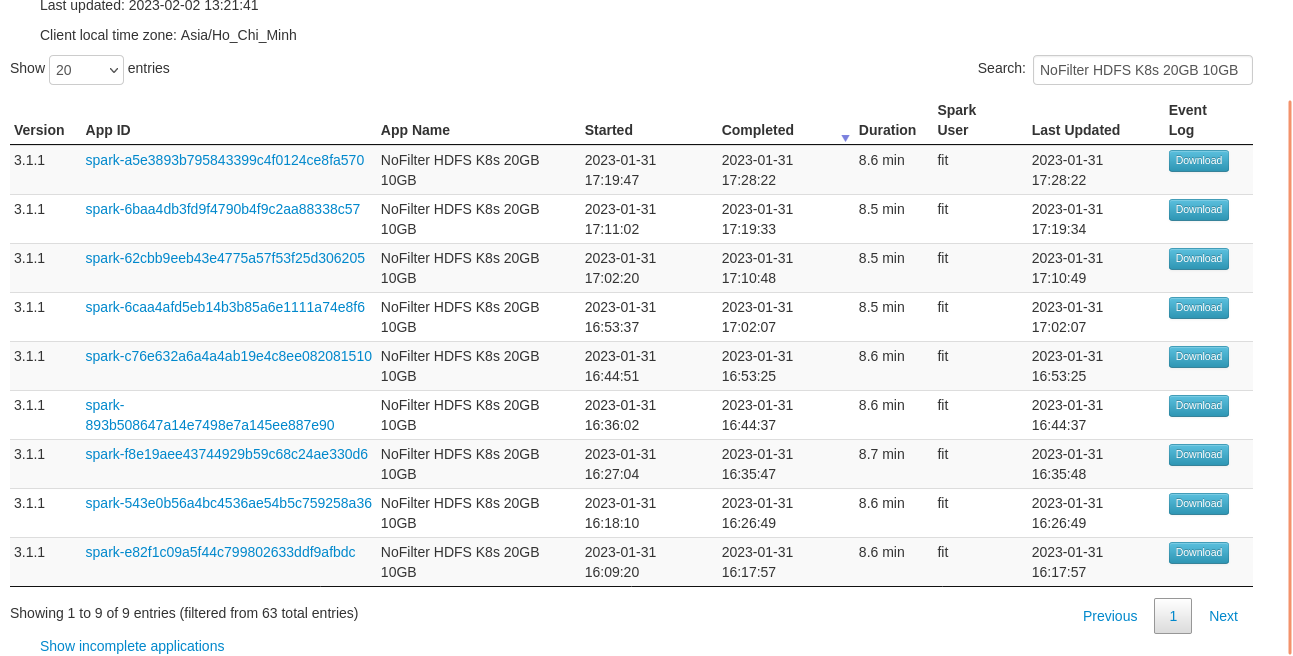 Last updated: 2023-02-02 13:21:41
Client local time zone: Asia/Ho_Chi_Minh
Show 20 entries Search: NoFilter HDFS K8s 20GB 10GB
Spark Event
Version App ID App Name Started Completed Duration User Last Updated Log
3.1.1 spark-a5e3893b795843399c4f0124ce8fa570 NoFilter HDFS K8s 20GB 2023-01-31 2023-01-31 8.6 min fit 2023-01-31 Download
10GB 17:19:47 17:28:22 17:28:22
3.1.1 spark-6baa4db3fd9f4790b4f9c2aa88338c57 NoFilter HDFS K8s 20GB 2023-01-31 2023-01-31 8.5 min fit 2023-01-31 Download
10GB 17:11:02 17:19:33 17:19:34
3.1.1 spark-62cbb9eeb43e4775a57f53f25d306205 NoFilter HDFS K8s 20GB 2023-01-31 2023-01-31 8.5 min fit 2023-01-31 Download
10GB 17:02:20 17:10:48 17:10:49
3.1.1 spark-6caa4afd5eb14b3b85a6e1111a74e8f6 NoFilter HDFS K8s 20GB 2023-01-31 2023-01-31 8.5 min fit 2023-01-31 Download
10GB 16:53:37 17:02:07 17:02:07
3.1.1 spark-c76e632a6a4a4ab19e4c8ee082081510 NoFilter HDFS K8s 20GB 2023-01-31 2023-01-31 8.6 min fit 2023-01-31 Download
10GB 16:44:51 16:53:25 16:53:25
3.1.1 spark- NoFilter HDFS K8s 20GB 2023-01-31 2023-01-31 8.6 min fit 2023-01-31 Download
893b508647a14e7498e7a145ee887e90 10GB 16:36:02 16:44:37 16:44:37
3.1.1 spark-f8e19aee43744929b59c68c24ae330d6 NoFilter HDFS K8s 20GB 2023-01-31 2023-01-31 8.7 min fit 2023-01-31 Download
10GB 16:27:04 16:35:47 16:35:48
3.1.1 spark-543e0b56a4bc4536ae54b5c759258a36 NoFilter HDFS K8s 20GB 2023-01-31 2023-01-31 8.6 min fit 2023-01-31 Download
10GB 16:18:10 16:26:49 16:26:49
3.1.1 spark-e82f1c09a5f44c799802633ddf9afbdc NoFilter HDFS K8s 20GB 2023-01-31 2023-01-31 8.6 min fit 2023-01-31 Download
10GB 16:09:20 16:17:57 16:17:57
Showing 1 to 9 of 9 entries (filtered from 63 total entries) Previous 1 Next
Show incomplete applications